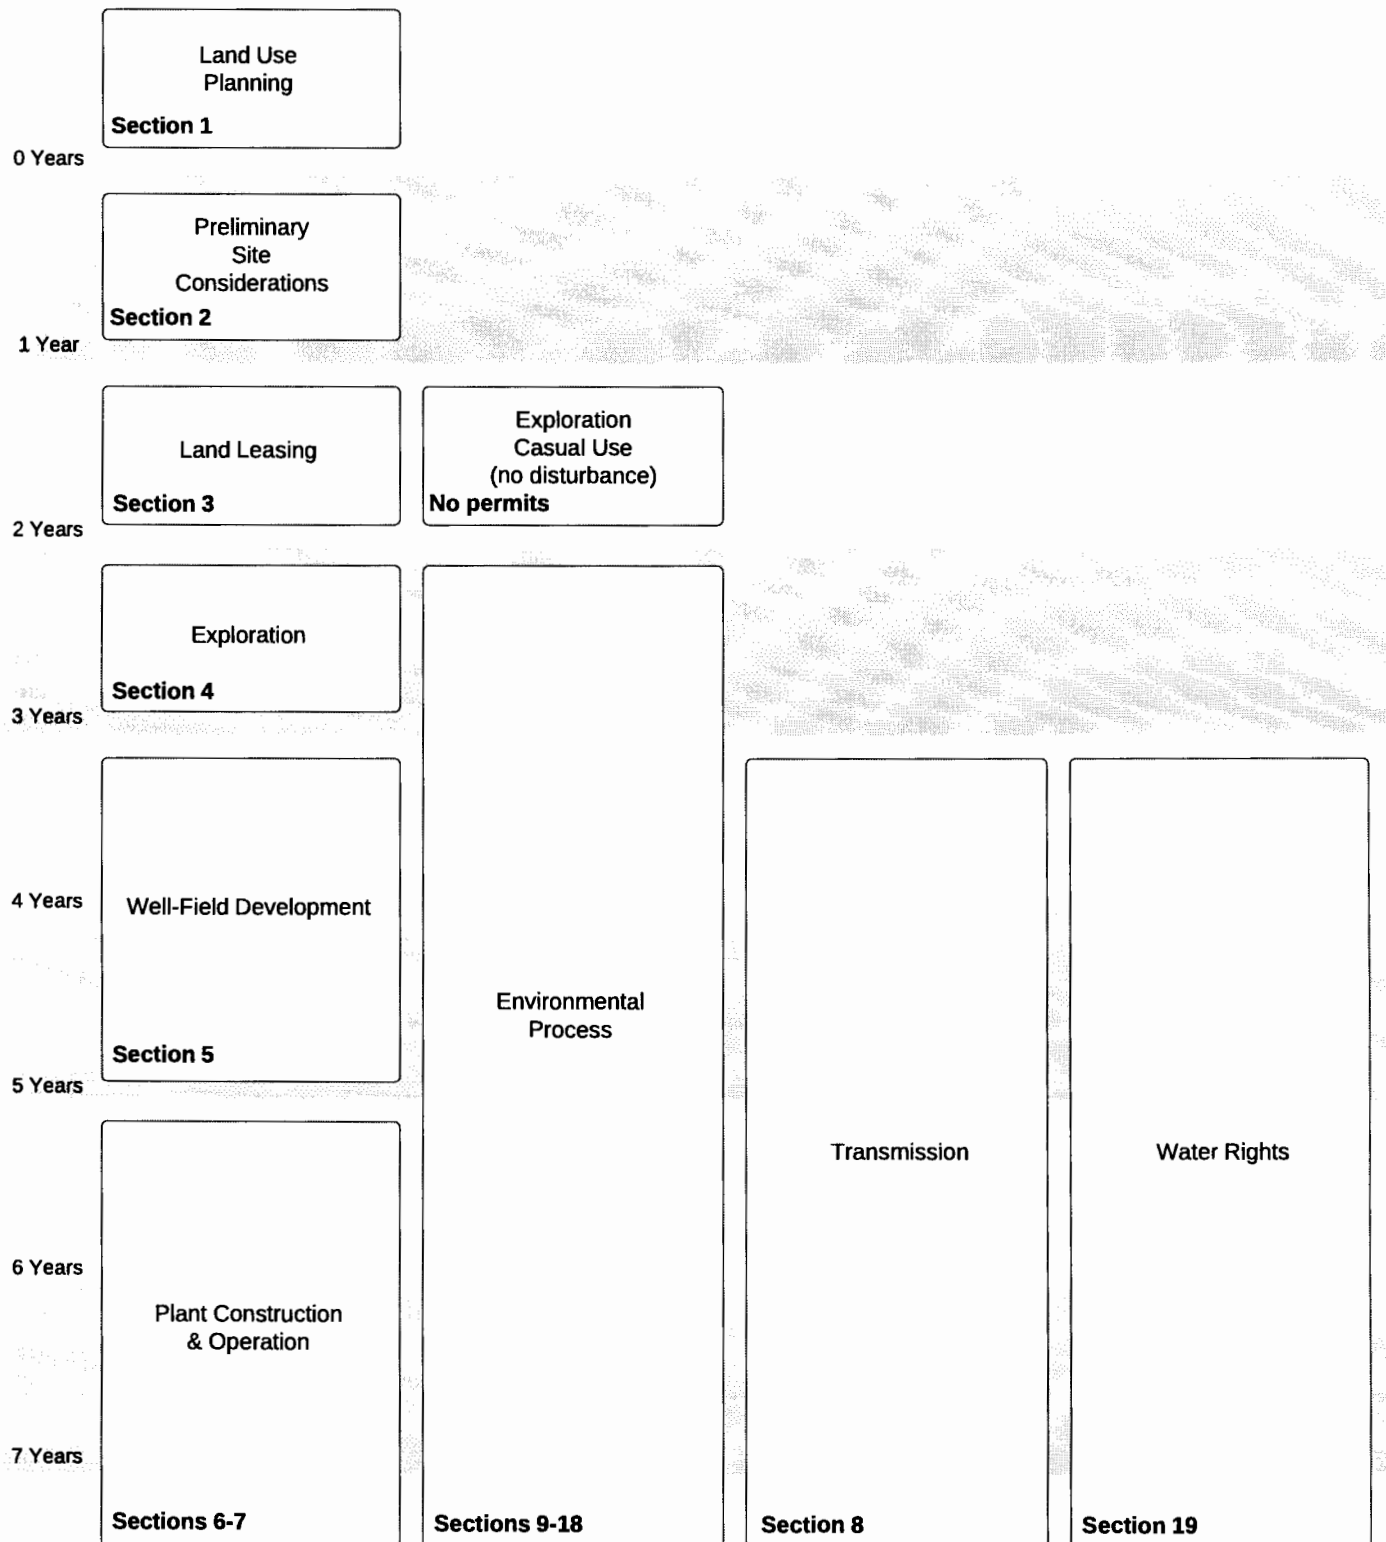 Land Use
Planning
Section 1
0 Years
Preliminary
Site
Considerations
Section 2
1 Year
Land Leasing
Section 3
Exploration
Casual Use
(no disturbance)
No permits
2 Years
Exploration
Section 4
3 Years
Well-Field Development
4 Years
Section 5
5 Years
Environmental
Process
Transmission
Water Rights
6 Years
Plant Construction
& Operation
7 Years
Sections 6-7
Sections 9-18
Section 8
Section 19